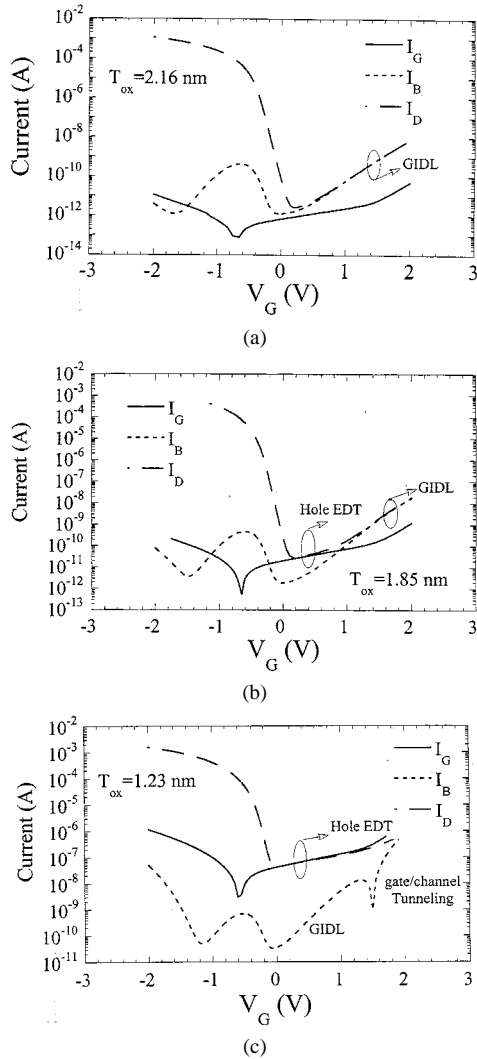 10⁻²
10⁻⁴
10⁻⁶
10⁻⁸
10⁻¹⁰
10⁻¹²
10⁻¹⁴
Current (A)
T_ox=2.16 nm
I_G
I_B
I_D
GIDL
-3 -2 -1 0 1 2 3
V_G (V)
(a)
10⁻²
10⁻³
10⁻⁴
10⁻⁵
10⁻⁶
10⁻⁷
10⁻⁸
10⁻⁹
10⁻¹⁰
10⁻¹¹
10⁻¹²
10⁻¹³
Current (A)
I_G
I_B
I_D
GIDL
Hole EDT
T_ox=1.85 nm
-3 -2 -1 0 1 2 3
V_G (V)
(b)
10⁻²
10⁻³
10⁻⁴
10⁻⁵
10⁻⁶
10⁻⁷
10⁻⁸
10⁻⁹
10⁻¹⁰
10⁻¹¹
Current (A)
T_ox=1.23 nm
I_G
I_B
I_D
Hole EDT
gate/channel
Tunneling
GIDL
-3 -2 -1 0 1 2 3
V_G (V)
(c)